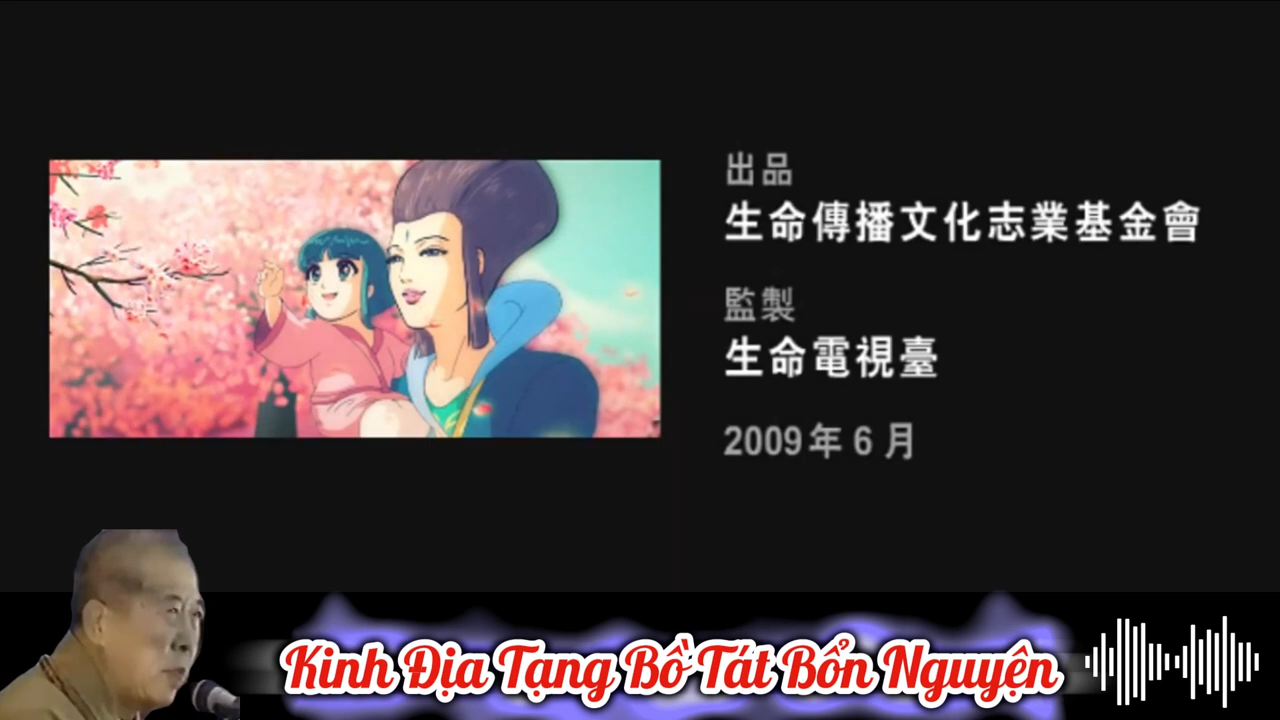 出品
生命傳播文化志業基金會
監製
生命電視臺
2009年6月
Kinh Địa Tạng Bồ Tát Bổn Nguyện